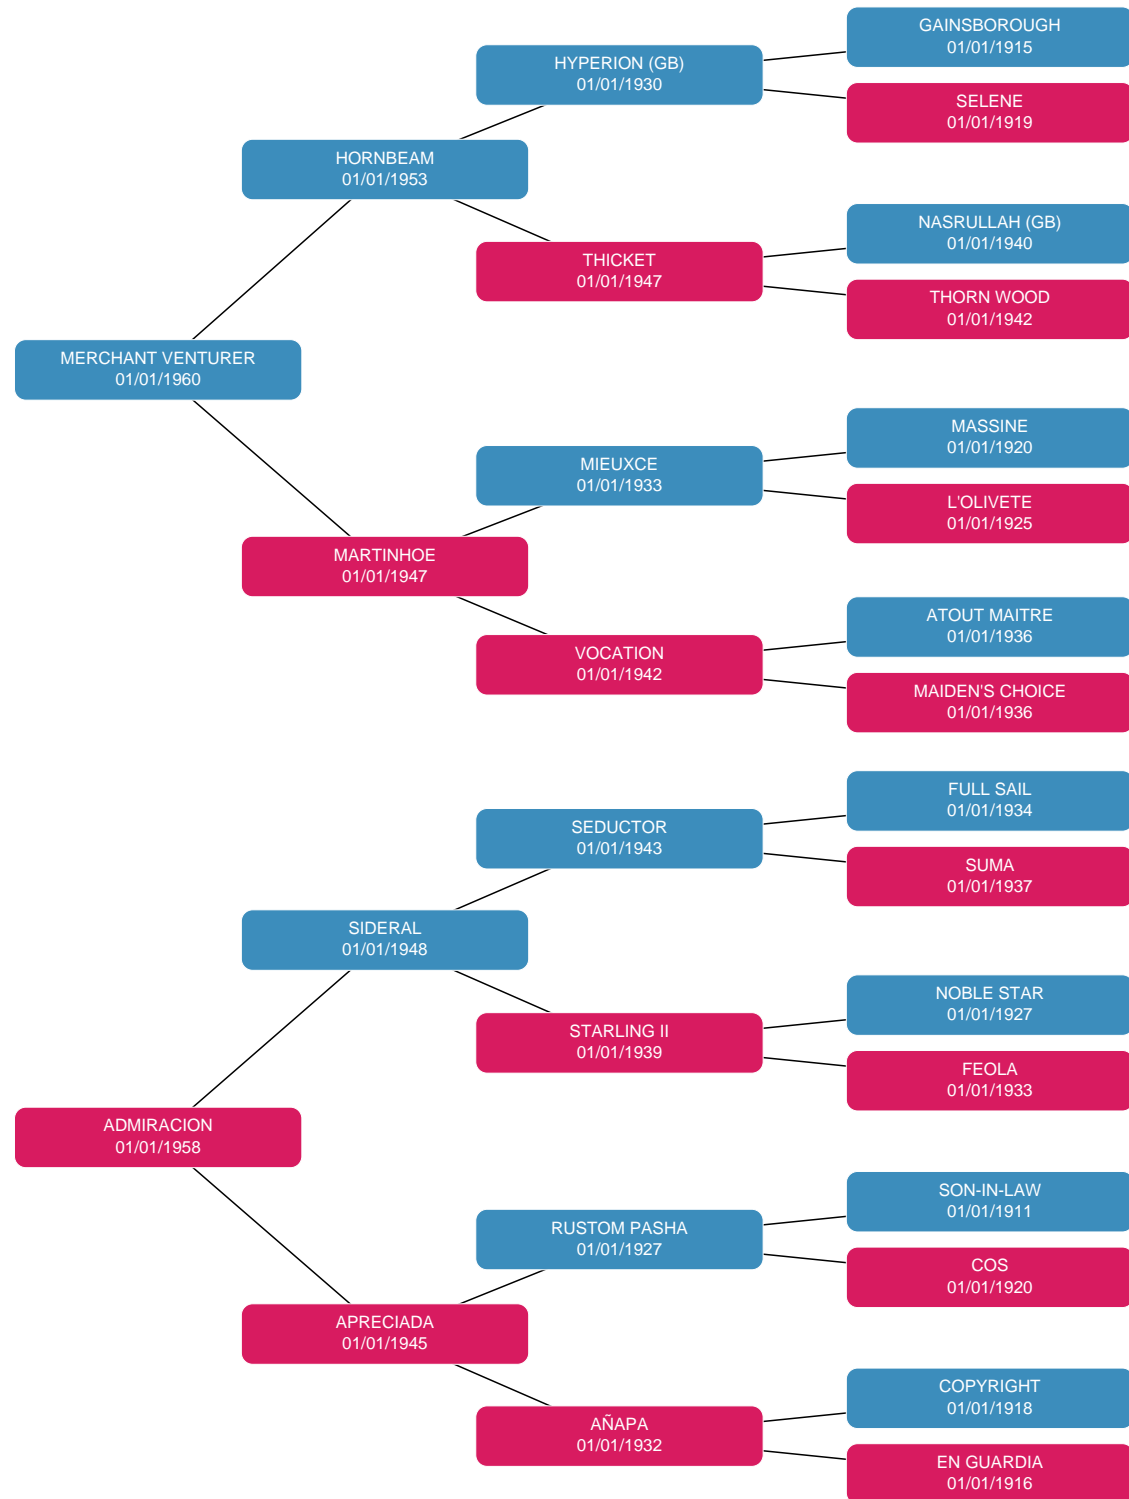 GAINSBOROUGH
01/01/1915
HYPERION (GB)
01/01/1930
SELENE
01/01/1919
HORNBEAM
01/01/1953
NASRULLAH (GB)
01/01/1940
THICKET
01/01/1947
THORN WOOD
01/01/1942
MERCHANT VENTURER
01/01/1960
MASSINE
01/01/1920
MIEUXCE
01/01/1933
L'OLIVETE
01/01/1925
MARTINHOE
01/01/1947
ATOUT MAITRE
01/01/1936
VOCATION
01/01/1942
MAIDEN'S CHOICE
01/01/1936
FULL SAIL
01/01/1934
SEDUCTOR
01/01/1943
SUMA
01/01/1937
SIDERAL
01/01/1948
NOBLE STAR
01/01/1927
STARLING II
01/01/1939
FEOLA
01/01/1933
ADMIRACION
01/01/1958
SON-IN-LAW
01/01/1911
RUSTOM PASHA
01/01/1927
COS
01/01/1920
APRECIADA
01/01/1945
COPYRIGHT
01/01/1918
AÑAPA
01/01/1932
EN GUARDIA
01/01/1916